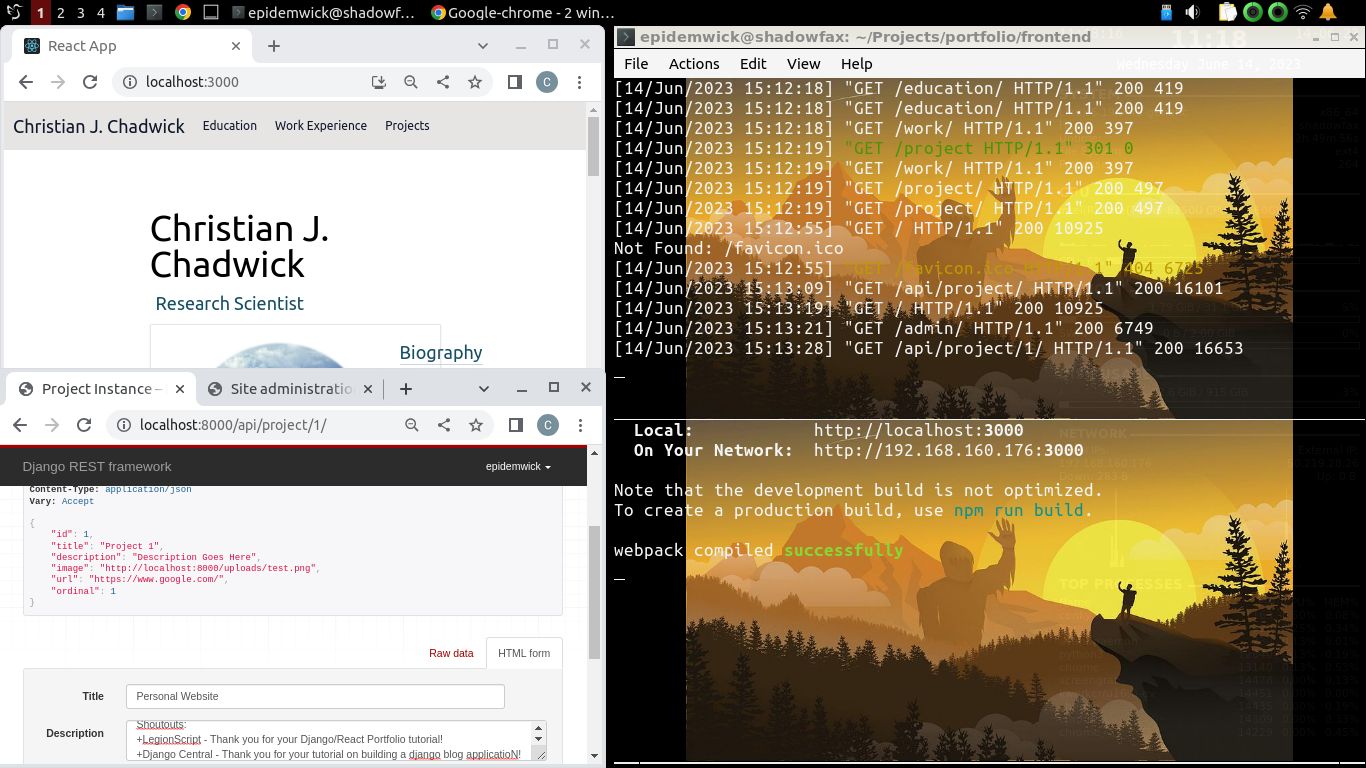 1 2 3 4 5
epidemwick@shadowf...
Google-chrome - 2 win...
React App
localhost:3000
C
Christian J. Chadwick
Education
Work Experience
Projects
Christian J.
Chadwick
Research Scientist
Biography
Project Instance –
Site administratio
localhost:8000/api/project/1/
C
Django REST framework
epidemwick
Content-Type: application/json
Vary: Accept
{
"id": 1,
"title": "Project 1",
"description": "Description Goes Here",
"image": "http://localhost:8000/uploads/test.png",
"url": "https://www.google.com/",
"ordinal": 1
}
Raw data
HTML form
Title
Personal Website
Description
Shoutouts:
+LegionScript - Thank you for your Django/React Portfolio tutorial!
+Django Central - Thank you for your tutorial on building a django blog applicatioN!
epidemwick@shadowfax: ~/Projects/portfolio/frontend
11:18
File Actions Edit View Help
Wednesday June 14, 2023
[14/Jun/2023 15:12:18] "GET /education/ HTTP/1.1" 200 419
[14/Jun/2023 15:12:18] "GET /education/ HTTP/1.1" 200 419
[14/Jun/2023 15:12:18] "GET /work/ HTTP/1.1" 200 397
[14/Jun/2023 15:12:19] "GET /project HTTP/1.1" 301 0
[14/Jun/2023 15:12:19] "GET /work/ HTTP/1.1" 200 397
[14/Jun/2023 15:12:19] "GET /project/ HTTP/1.1" 200 497
[14/Jun/2023 15:12:19] "GET /project/ HTTP/1.1" 200 497
[14/Jun/2023 15:12:55] "GET / HTTP/1.1" 200 10925
Not Found: /favicon.ico
[14/Jun/2023 15:12:55] "GET /favicon.ico HTTP/1.1" 404 6725
[14/Jun/2023 15:13:09] "GET /api/project/ HTTP/1.1" 200 16101
[14/Jun/2023 15:13:19] "GET / HTTP/1.1" 200 10925
[14/Jun/2023 15:13:21] "GET /admin/ HTTP/1.1" 200 6749
[14/Jun/2023 15:13:28] "GET /api/project/1/ HTTP/1.1" 200 16653
Local: http://localhost:3000
On Your Network: http://192.168.160.176:3000
NETWORK
192.168.160.176
Note that the development build is not optimized.
To create a production build, use npm run build.
webpack compiled successfully
TOP PROCESSES